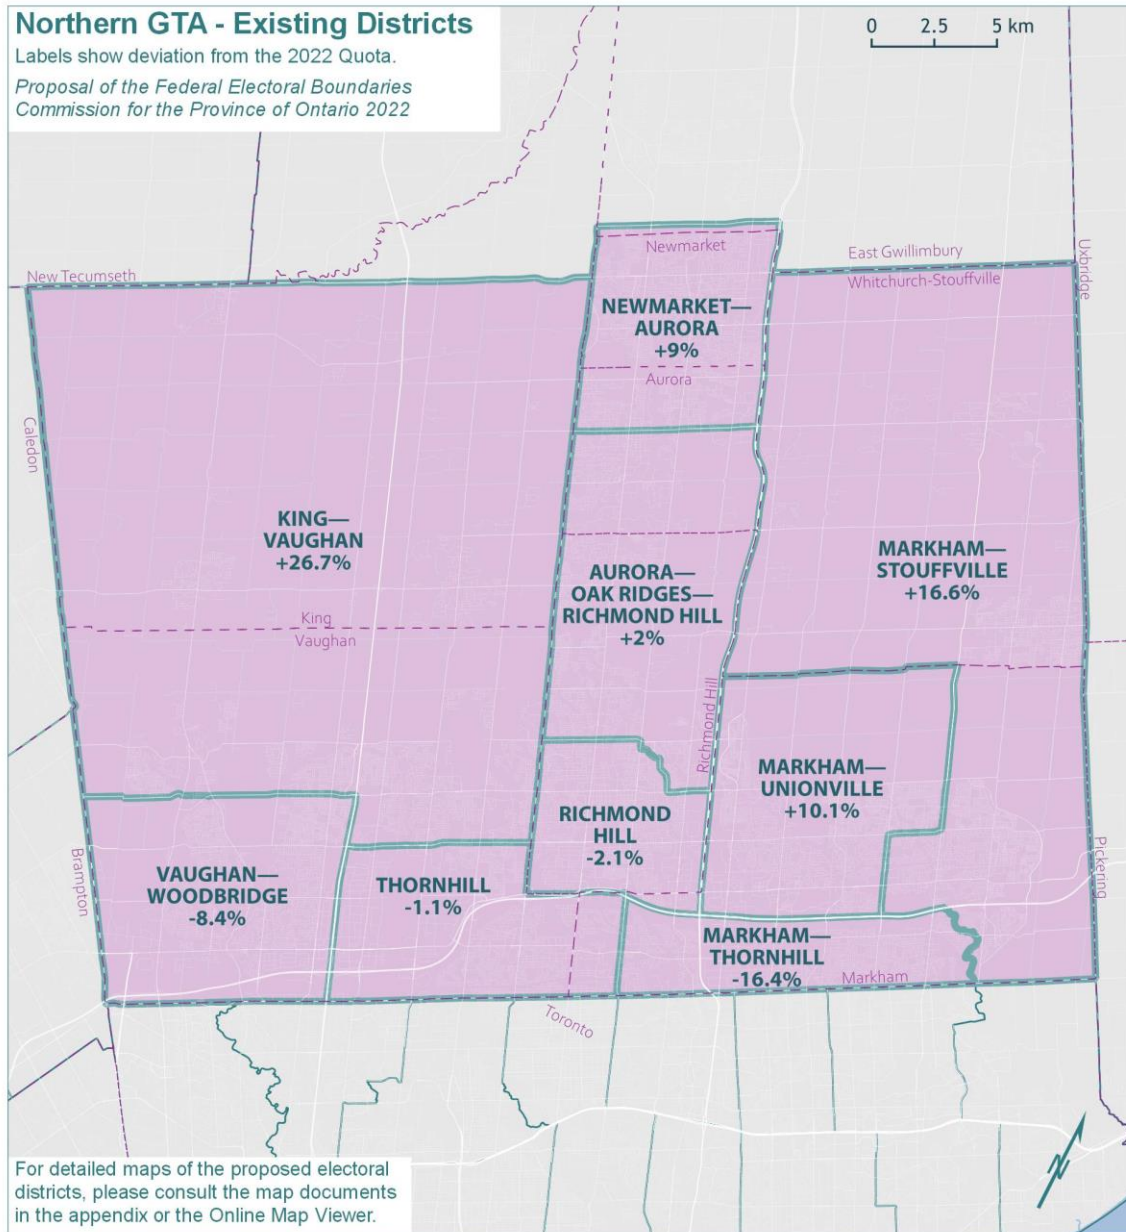 Northern GTA - Existing Districts
Labels show deviation from the 2022 Quota.
Proposal of the Federal Electoral Boundaries
Commission for the Province of Ontario 2022
0 2.5 5 km
New Tecumseth
Newmarket
East Gwillimbury
Whitchurch-Stouffville
Uxbridge
NEWMARKET—
AURORA
+9%
Aurora
Caledon
KING—
VAUGHAN
+26.7%
MARKHAM—
STOUFFVILLE
+16.6%
AURORA—
OAK RIDGES—
RICHMOND HILL
+2%
King
Vaughan
Richmond Hill
MARKHAM—
UNIONVILLE
+10.1%
RICHMOND
HILL
-2.1%
Brampton
VAUGHAN—
WOODBRIDGE
-8.4%
THORNHILL
-1.1%
Pickering
MARKHAM—
THORNHILL
-16.4%
Markham
Toronto
For detailed maps of the proposed electoral
districts, please consult the map documents
in the appendix or the Online Map Viewer.
N